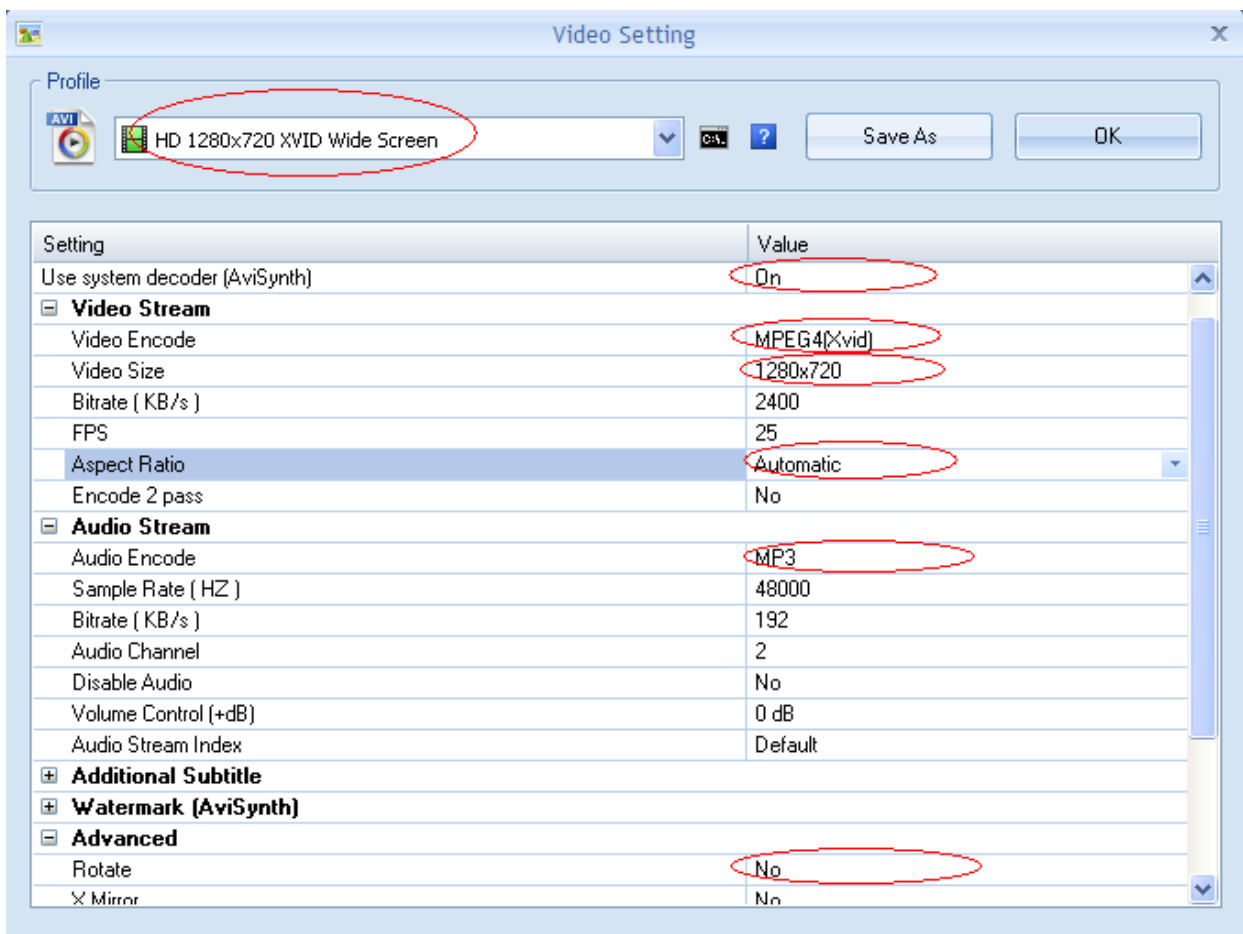 Video Setting
Profile
AVI
HD 1280x720 XVID Wide Screen
C:\.
?
Save As
OK
Setting Value
Use system decoder (AviSynth) On
Video Stream
Video Encode MPEG4(Xvid)
Video Size 1280x720
Bitrate ( KB/s ) 2400
FPS 25
Aspect Ratio Automatic
Encode 2 pass No
Audio Stream
Audio Encode MP3
Sample Rate ( HZ ) 48000
Bitrate ( KB/s ) 192
Audio Channel 2
Disable Audio No
Volume Control (+dB) 0 dB
Audio Stream Index Default
Additional Subtitle
Watermark (AviSynth)
Advanced
Rotate No
X Mirror No